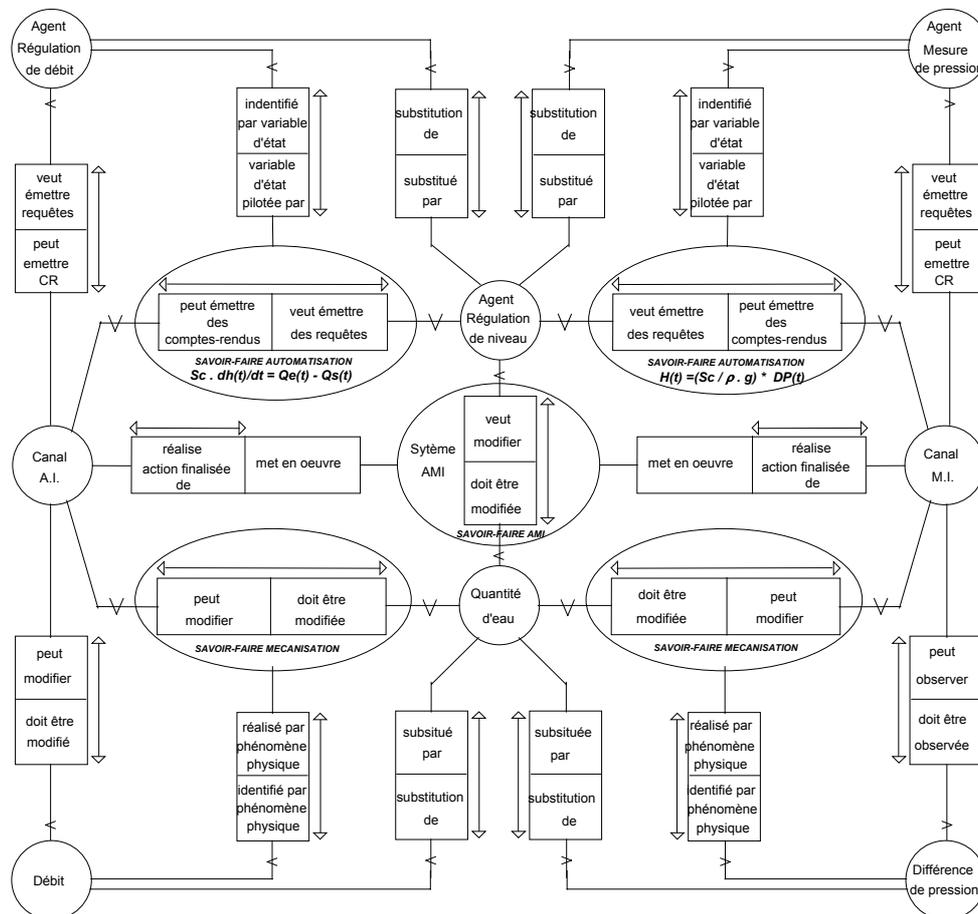 Agent
Régulation
de débit
Agent
Mesure
de pression
indentifié
par variable
d'état
variable
d'état
pilotée par
substitution
de
substitué
par
substitution
de
substitué
par
indentifié
par variable
d'état
variable
d'état
pilotée par
veut
émettre
requêtes
peut
emettre
CR
veut
émettre
requêtes
peut
emettre
CR
peut émettre
des
comptes-rendus
veut émettre
des requêtes
SAVOIR-FAIRE AUTOMATISATION
Sc . dh(t)/dt = Qe(t) - Qs(t)
Agent
Régulation
de niveau
veut émettre
des requêtes
peut émettre
des
comptes-rendus
SAVOIR-FAIRE AUTOMATISATION
H(t) =(Sc / ρ . g) * DP(t)
Canal
A.I.
réalise
action finalisée
de
met en oeuvre
Sytème
AMI
veut
modifier
doit être
modifiée
SAVOIR-FAIRE AMI
met en oeuvre
réalise
action finalisée
de
Canal
M.I.
peut
modifier
doit être
modifiée
SAVOIR-FAIRE MECANISATION
Quantité
d'eau
doit être
modifiée
peut
modifier
SAVOIR-FAIRE MECANISATION
peut
modifier
doit être
modifié
peut
observer
doit être
observée
réalisé par
phénomène
physique
identifié par
phénomène
physique
subsitué
par
substitution
de
subsituée
par
substitution
de
réalisé par
phénomène
physique
identifié par
phénomène
physique
Débit
Différence
de pression